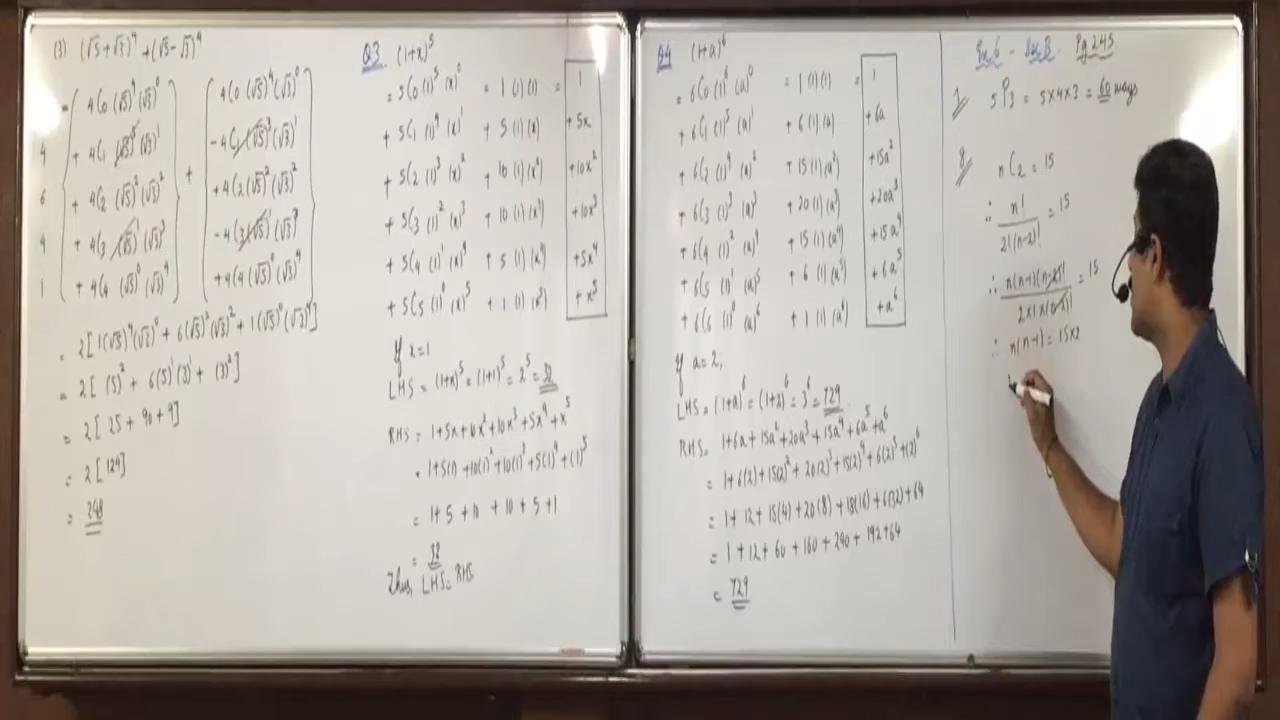 (3) (√5+√3)⁴ + (√5-√3)⁴
4C0 (√5)⁴(√3)⁰
4 + 4C1 (√5)³(√3)¹
6 + 4C2 (√5)²(√3)²
4 + 4C3 (√5)¹(√3)³
1 + 4C4 (√5)⁰(√3)⁴
+
4C0 (√5)⁴(√3)⁰
- 4C1 (√5)³(√3)¹
+ 4C2 (√5)²(√3)²
- 4C3 (√5)¹(√3)³
+ 4C4 (√5)⁰(√3)⁴
= 2[ (5)² + 6(5)¹(3)¹ + (3)²]
= 2[ 25 + 90 + 9]
= 2[124]
= 248
Q3. (1+x)⁵
= 5C0 (1)⁵ (x)⁰ = 1 (1) (1) = 1
+ 5C1 (1)⁴ (x)¹ + 5 (1) (x) + 5x
+ 5C2 (1)³ (x)² + 10 (1) (x²) + 10x²
+ 5C3 (1)² (x)³ + 10 (1) (x³) + 10x³
+ 5C4 (1)¹ (x)⁴ + 5 (1) (x⁴) + 5x⁴
+ 5C5 (1)⁰ (x)⁵ + 1 (1) (x⁵) + x⁵
If x=1
LHS = (1+x)⁵ = (1+1)⁵ = 2⁵ = 32
RHS = 1+5x+10x²+10x³+5x⁴+x⁵
= 1+5(1)+10(1)²+10(1)³+5(1)⁴+(1)⁵
= 1+5+10+10+5+1
= 32
Thus, LHS = RHS
Q4 (1+a)⁶
= 6C0 (1)⁶ (a)⁰ = 1 (1) (1) = 1
+ 6C1 (1)⁵ (a)¹ + 6 (1) (a) + 6a
+ 6C2 (1)⁴ (a)² + 15 (1) (a²) + 15a²
+ 6C3 (1)³ (a)³ + 20 (1) (a³) + 20a³
+ 6C4 (1)² (a)⁴ + 15 (1) (a⁴) + 15a⁴
+ 6C5 (1)¹ (a)⁵ + 6 (1) (a⁵) + 6a⁵
+ 6C6 (1)⁰ (a)⁶ + 1 (1) (a⁶) + a⁶
If a=2,
LHS = (1+a)⁶ = (1+2)⁶ = 3⁶ = 729
RHS = 1+6a+15a²+20a³+15a⁴+6a⁵+a⁶
= 1+6(2)+15(2)²+20(2)³+15(2)⁴+6(2)⁵+(2)⁶
= 1+12+15(4)+20(8)+15(16)+6(32)+64
= 1+12+60+160+240+192+64
= 729
Ex 6 - Sec B Pg 245
7. 5P3 = 5×4×3 = 60 ways
8. nC2 = 15
∴ n! / 2!(n-2)! = 15
∴ n(n-1)(n-2)! / 2×1×(n-2)! = 15
∴ n(n-1) = 15×2